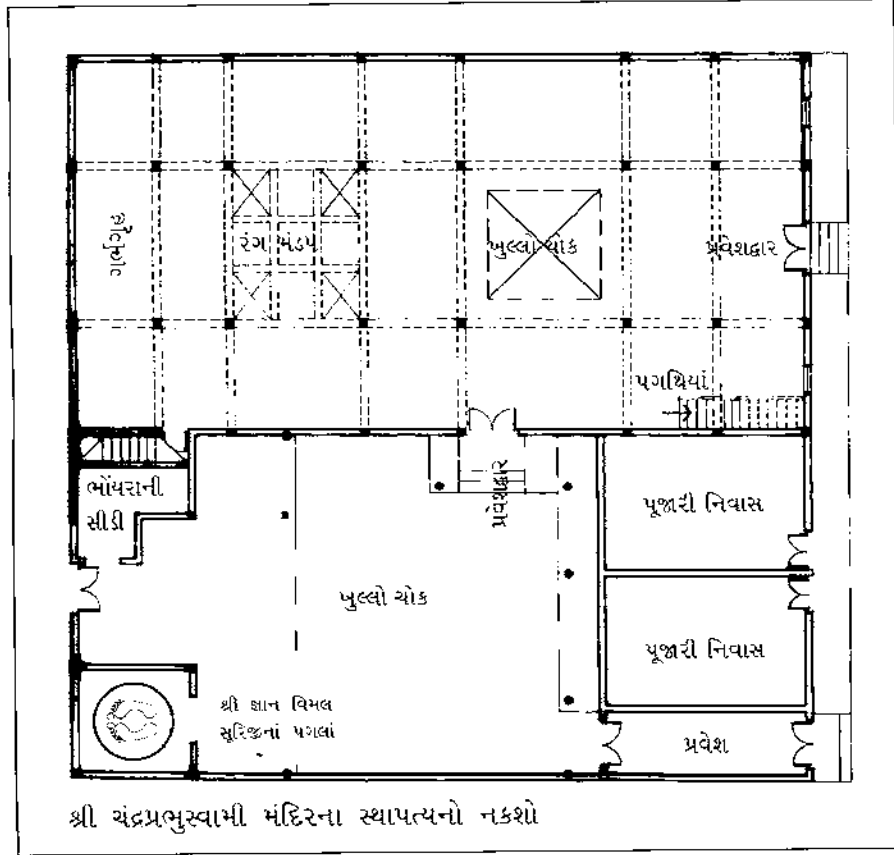 ગર્ભગૃહ
રંગ મંડપ
ખુલ્લો ચોક
પ્રવેશદ્વાર
પગથિયાં
ભોંયરાની
સીડી
પ્રવેશદ્વાર
પૂજારી નિવાસ
ખુલ્લો ચોક
પૂજારી નિવાસ
શ્રી જ્ઞાન વિમલ
સૂરિજીનાં પગલાં
પ્રવેશ
શ્રી ચંદ્રપ્રભુસ્વામી મંદિરના સ્થાપત્યનો નકશો